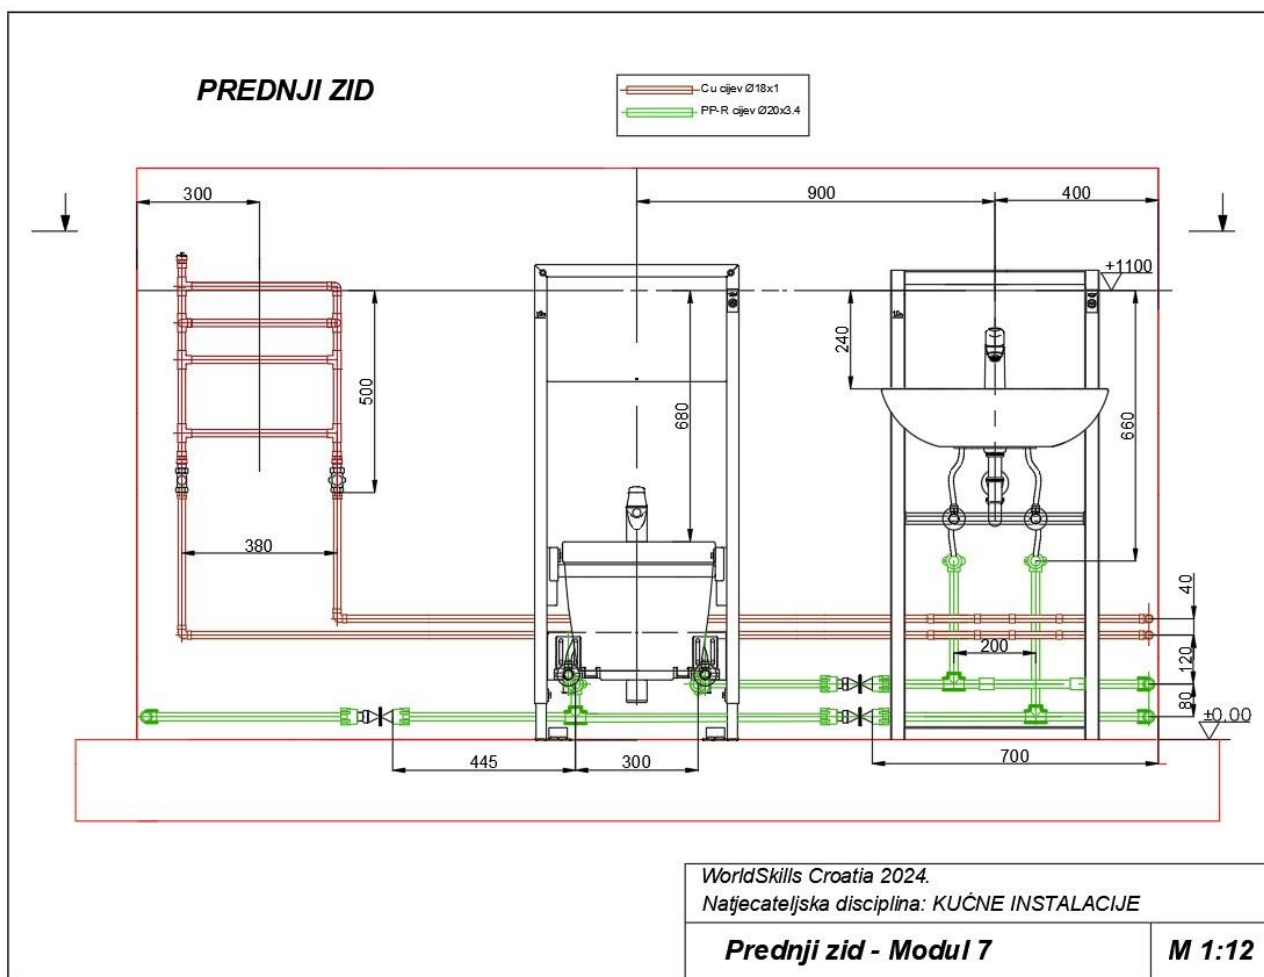 PREDNJI ZID
Cu cijev Ø18x1
PP-R cijev Ø20x3.4
300
900
400
+1100
240
500
680
660
380
40
200
120
80
±0.00
445
300
700
WorldSkills Croatia 2024.
Natjecateljska disciplina: KUĆNE INSTALACIJE
Prednji zid - Modul 7
M 1:12